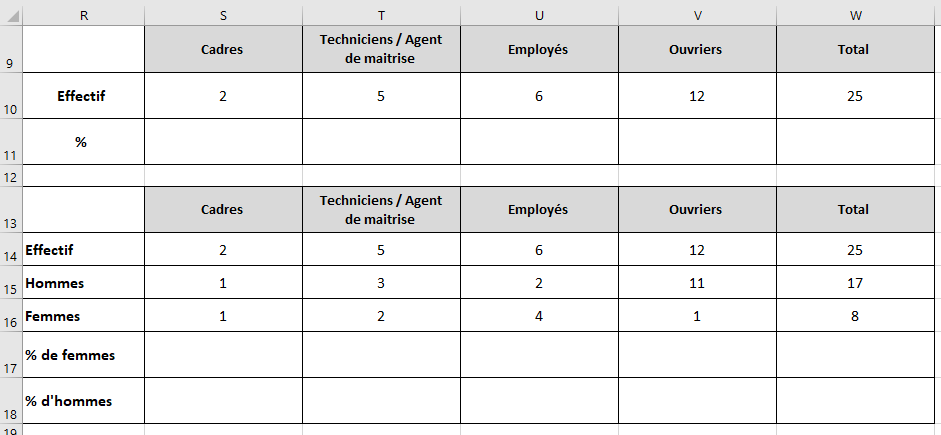 R S T U V W
9 Cadres Techniciens / Agent de maitrise Employés Ouvriers Total
10 Effectif 2 5 6 12 25
11 %
12
13 Cadres Techniciens / Agent de maitrise Employés Ouvriers Total
14 Effectif 2 5 6 12 25
15 Hommes 1 3 2 11 17
16 Femmes 1 2 4 1 8
17 % de femmes
18 % d'hommes
19